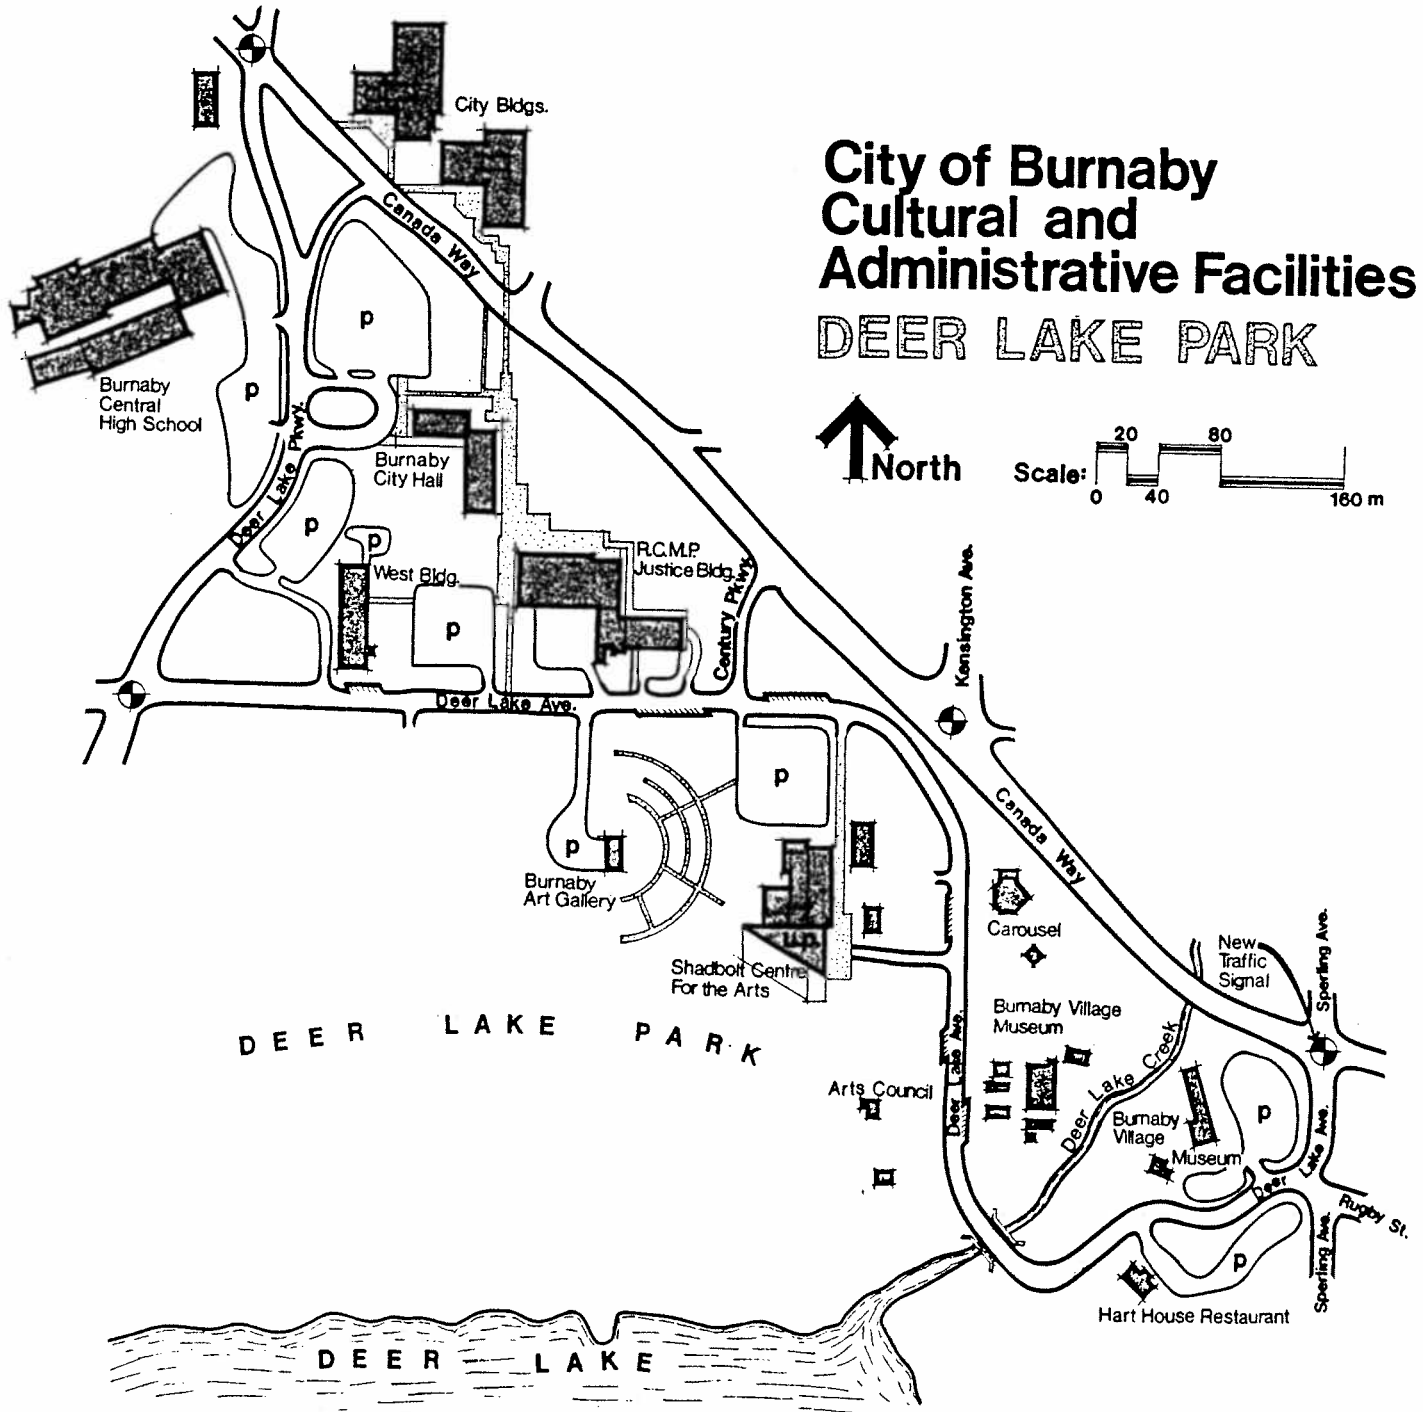 City Bldgs.
City of Burnaby
Cultural and
Administrative Facilities
DEER LAKE PARK
North
Scale:
20 80
0 40 160 m
Canada Way
P
P
Burnaby
Central
High School
Deer Lake Pkwy.
Burnaby
City Hall
P
P
West Bldg.
R.C.M.P.
Justice Bldg.
P
Century Pkwy.
Kensington Ave.
Deer Lake Ave.
P
P
Burnaby
Art Gallery
u.p.
Shadbolt Centre
For the Arts
Canada Way
Carousel
New
Traffic
Signal
Sperling Ave.
DEER LAKE PARK
Burnaby Village
Museum
Deer Lake Ave.
Deer Lake Creek
Arts Council
Burnaby
Village
Museum
P
Deer Lake Ave.
Rugby St.
Sperling Ave.
P
Hart House Restaurant
DEER LAKE